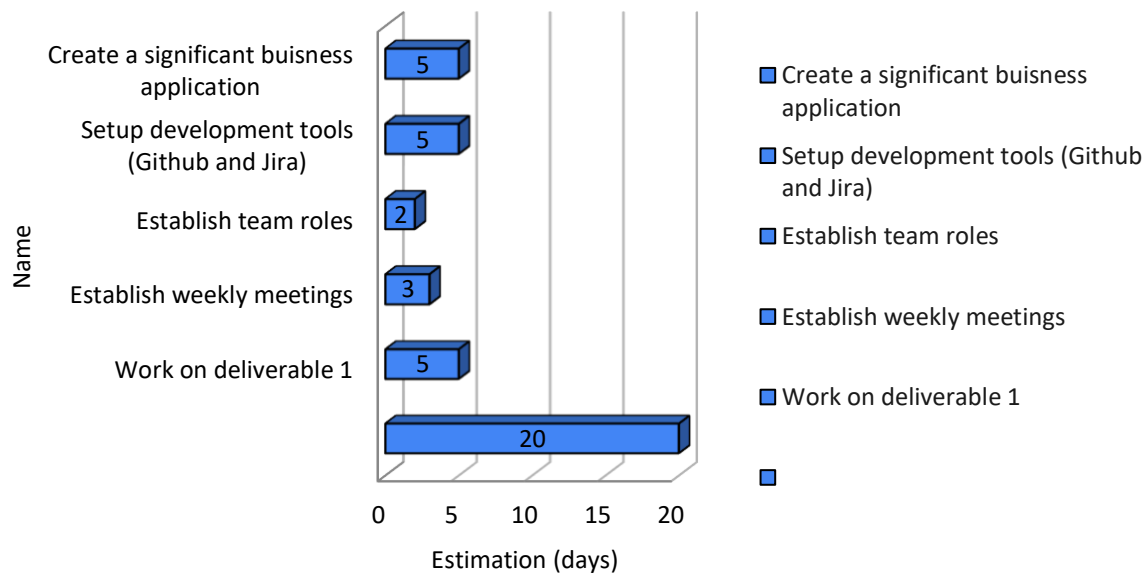 Create a significant buisness
application
5
Setup development tools
(Github and Jira)
5
Establish team roles
2
Establish weekly meetings
3
Work on deliverable 1
5
20
0 5 10 15 20
Estimation (days)
Name
Create a significant buisness
application
Setup development tools (Github
and Jira)
Establish team roles
Establish weekly meetings
Work on deliverable 1